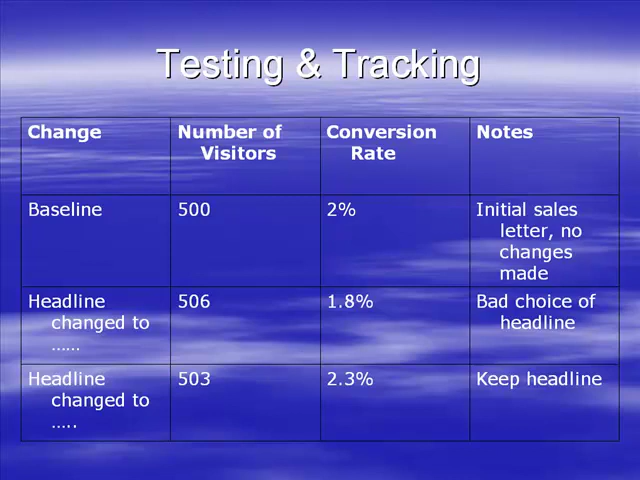 Testing & Tracking
Change
Number of
Visitors
Conversion
Rate
Notes
Baseline
500
2%
Initial sales
letter, no
changes
made
Headline
changed to
……
506
1.8%
Bad choice of
headline
Headline
changed to
…..
503
2.3%
Keep headline